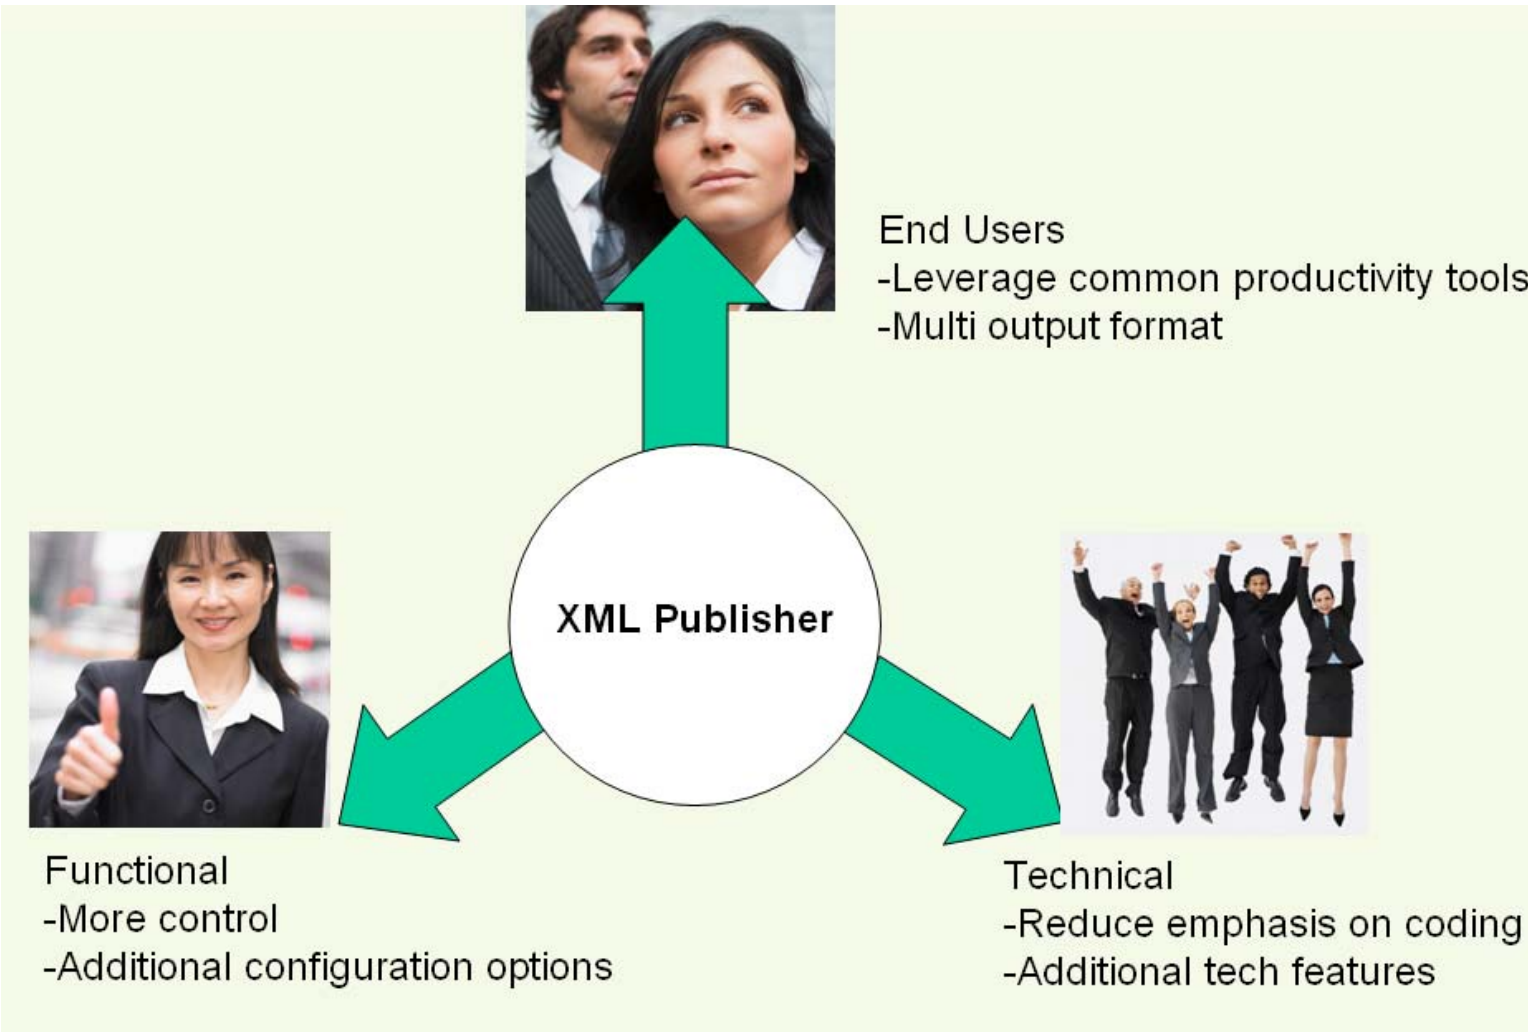 End Users
-Leverage common productivity tools
-Multi output format
XML Publisher
Functional
-More control
-Additional configuration options
Technical
-Reduce emphasis on coding
-Additional tech features